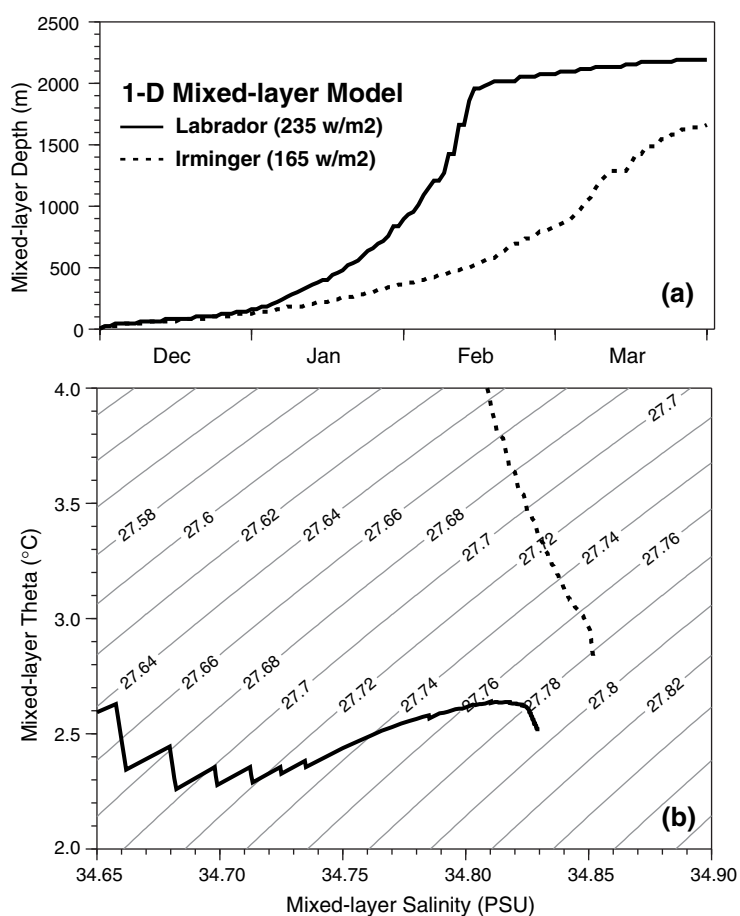 2500
2000
1500
1000
500
0
Mixed-layer Depth (m)
1-D Mixed-layer Model
Labrador (235 w/m2)
Irminger (165 w/m2)
(a)
Dec Jan Feb Mar
4.0
3.5
3.0
2.5
2.0
Mixed-layer Theta (°C)
27.7
27.58 27.6 27.62 27.64 27.66 27.68 27.7 27.72 27.74 27.76
27.64 27.66 27.68 27.7 27.72 27.74 27.76 27.78 27.8 27.82
(b)
34.65 34.70 34.75 34.80 34.85 34.90
Mixed-layer Salinity (PSU)